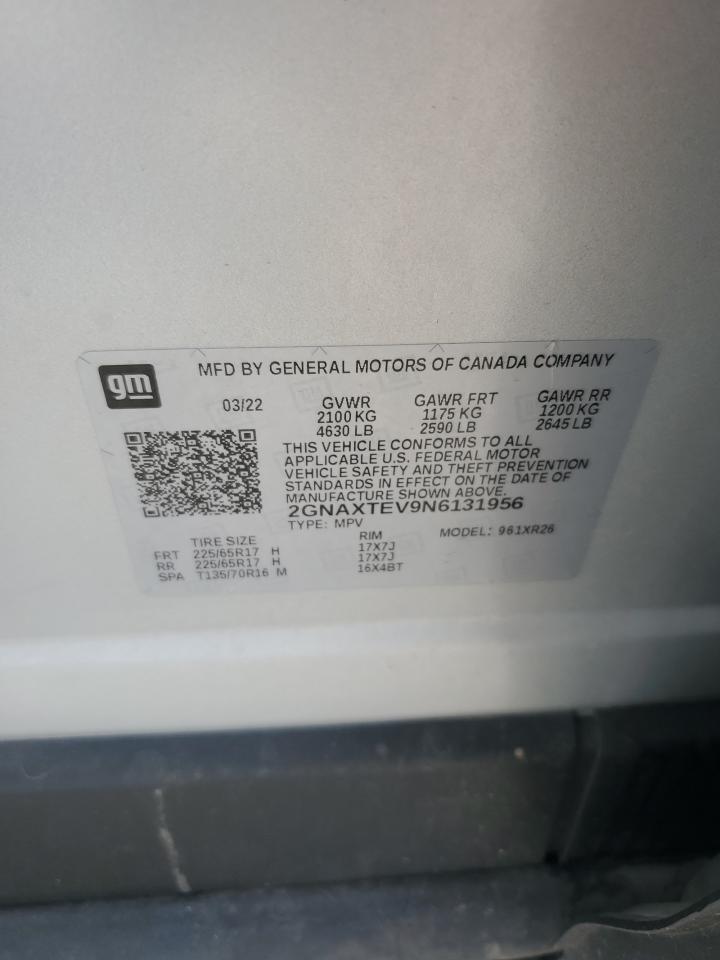 gm
MFD BY GENERAL MOTORS OF CANADA COMPANY
03/22 GVWR GAWR FRT GAWR RR
2100 KG 1175 KG 1200 KG
4630 LB 2590 LB 2645 LB
THIS VEHICLE CONFORMS TO ALL
APPLICABLE U.S. FEDERAL MOTOR
VEHICLE SAFETY AND THEFT PREVENTION
STANDARDS IN EFFECT ON THE DATE OF
MANUFACTURE SHOWN ABOVE.
2GNAXTEV9N6131956
TYPE: MPV MODEL: 961XR26
TIRE SIZE RIM
FRT 225/65R17 H 17X7J
RR 225/65R17 H 17X7J
SPA T135/70R16 M 16X4BT